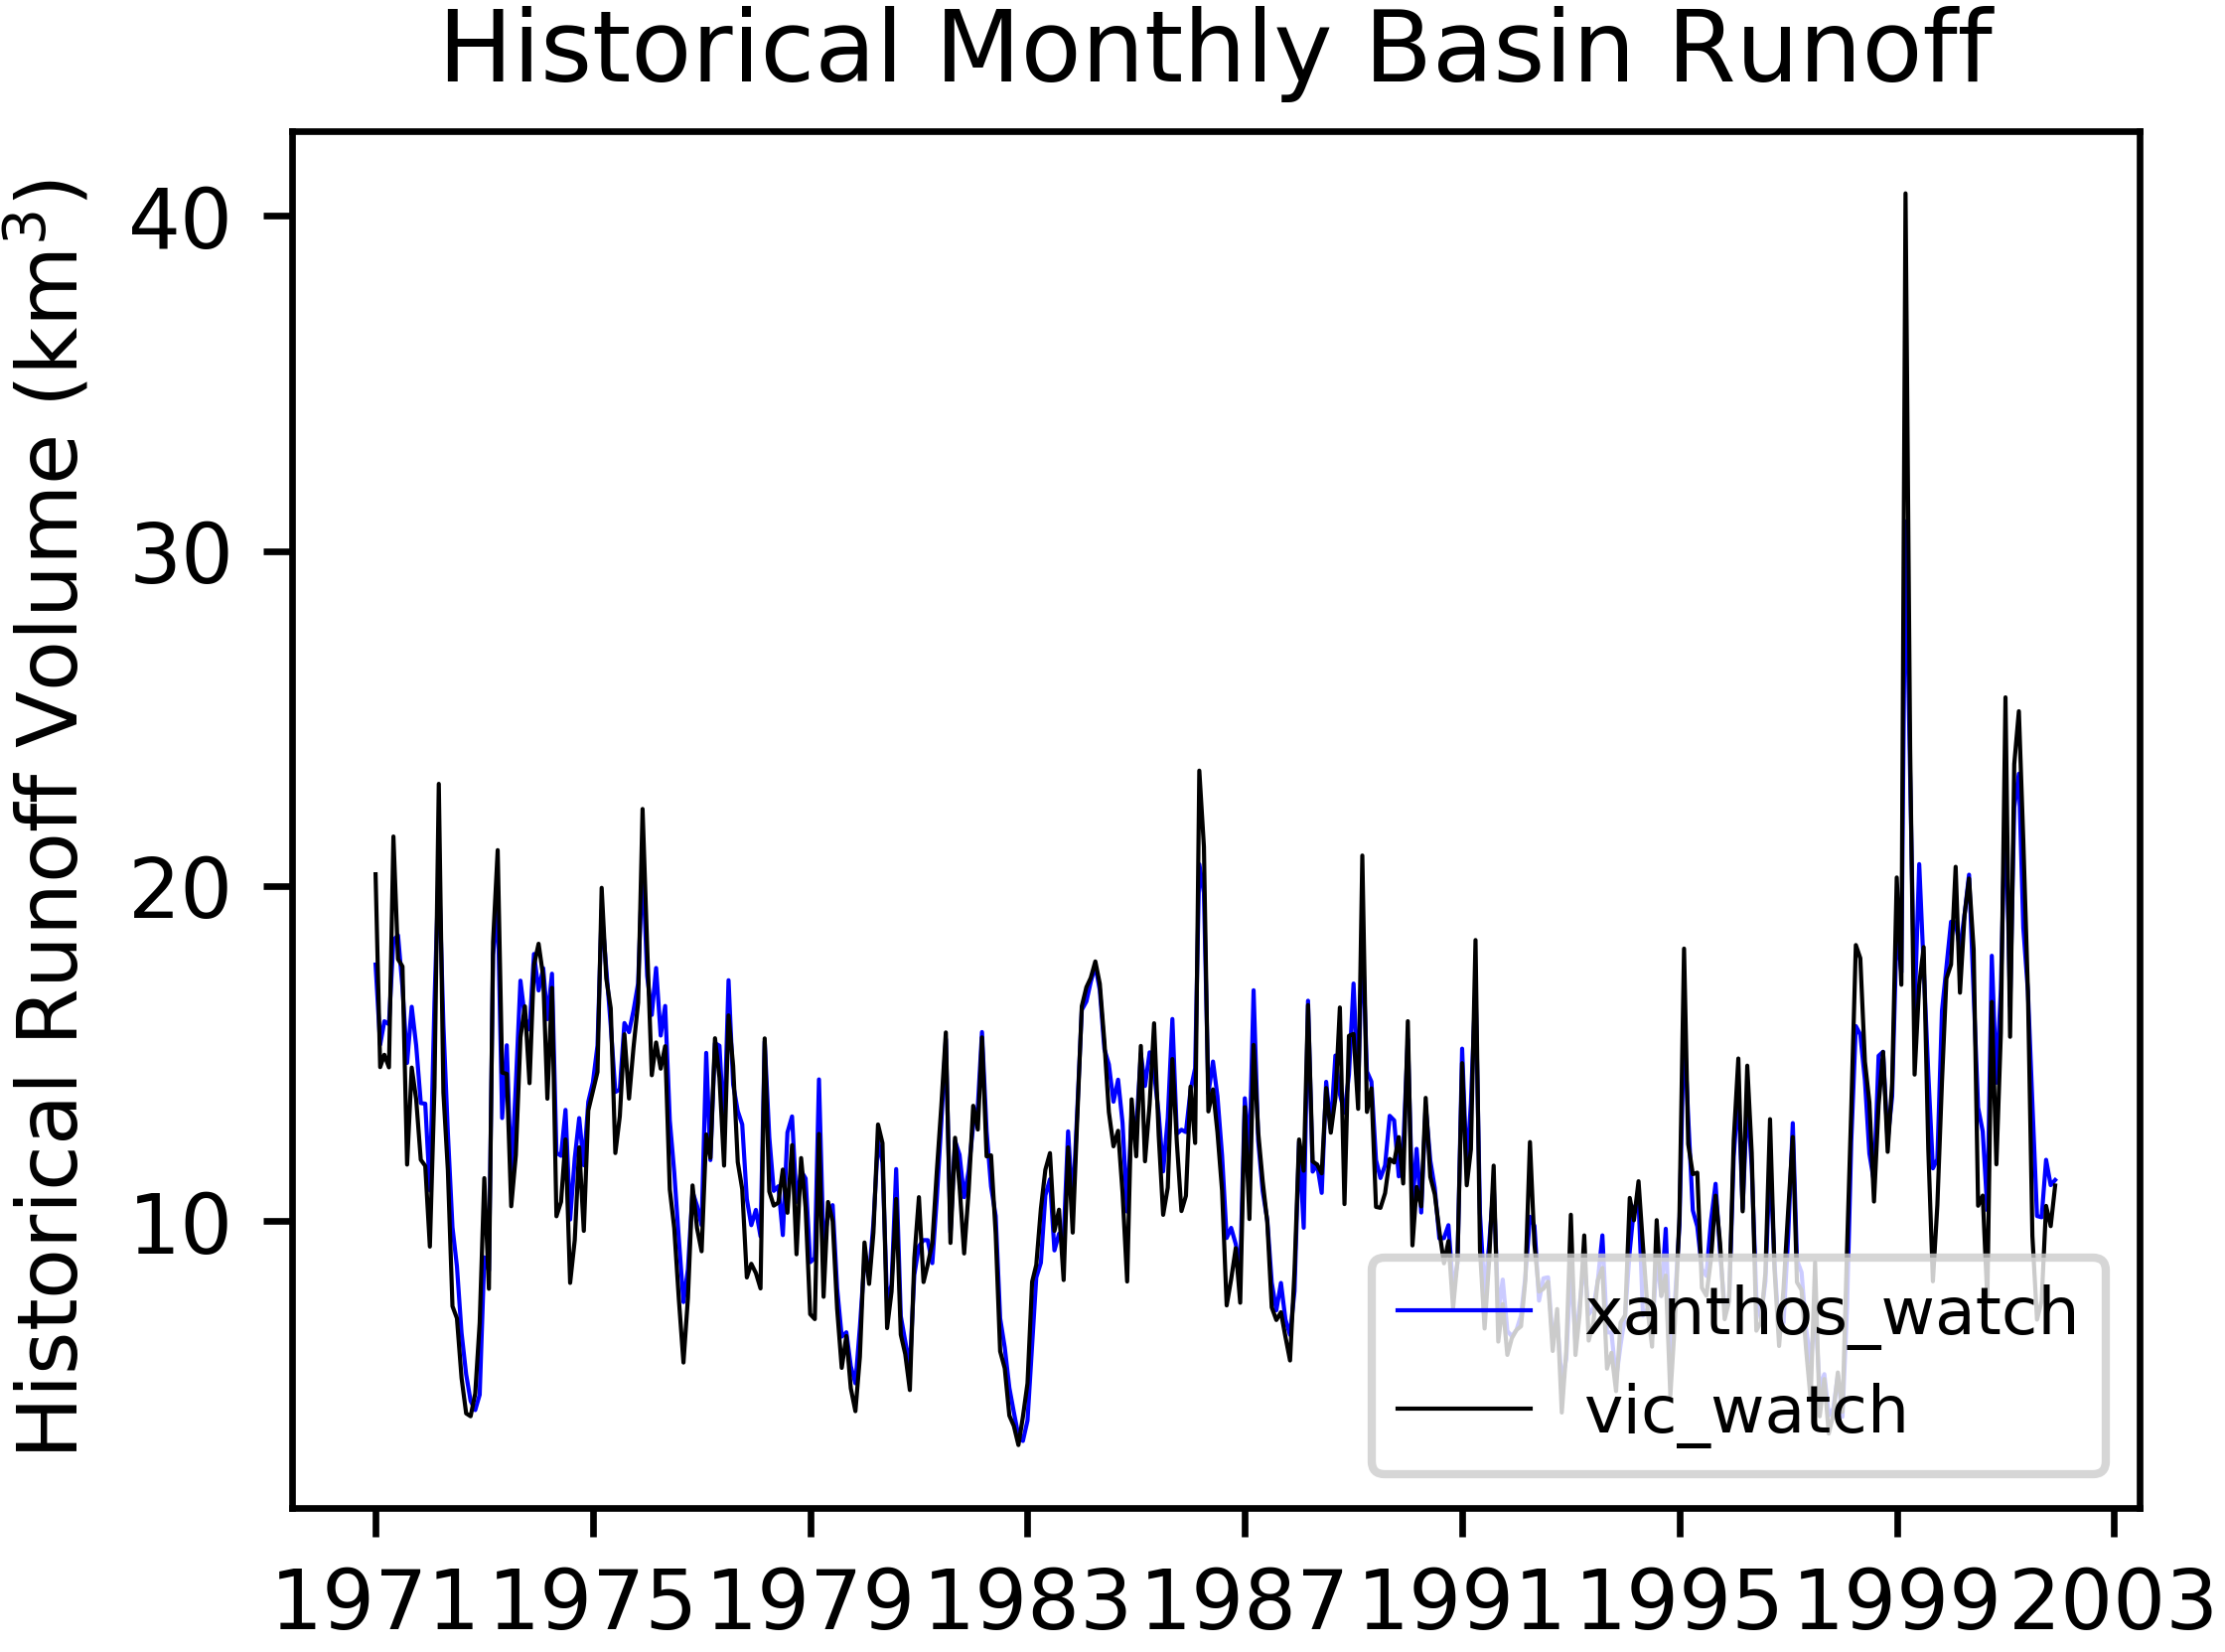 Historical Monthly Basin Runoff
Historical Runoff Volume (km³)
40
30
20
10
xanthos_watch
vic_watch
1971 1975 1979 1983 1987 1991 1995 1999 2003